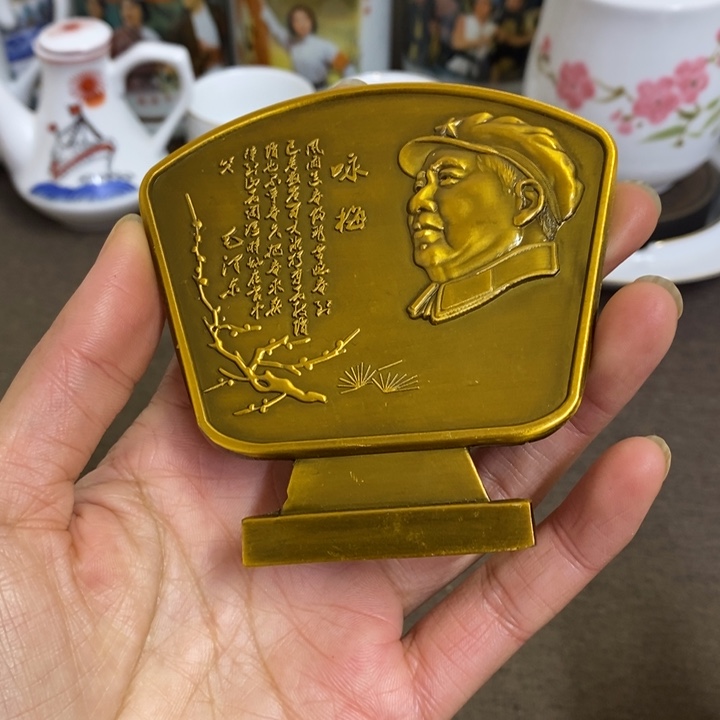 咏梅
风雨送春归飞雪迎春到
已是悬崖百丈冰犹有花枝俏
俏也不争春只把春来报
待到山花烂漫时她在丛中
笑
毛泽东